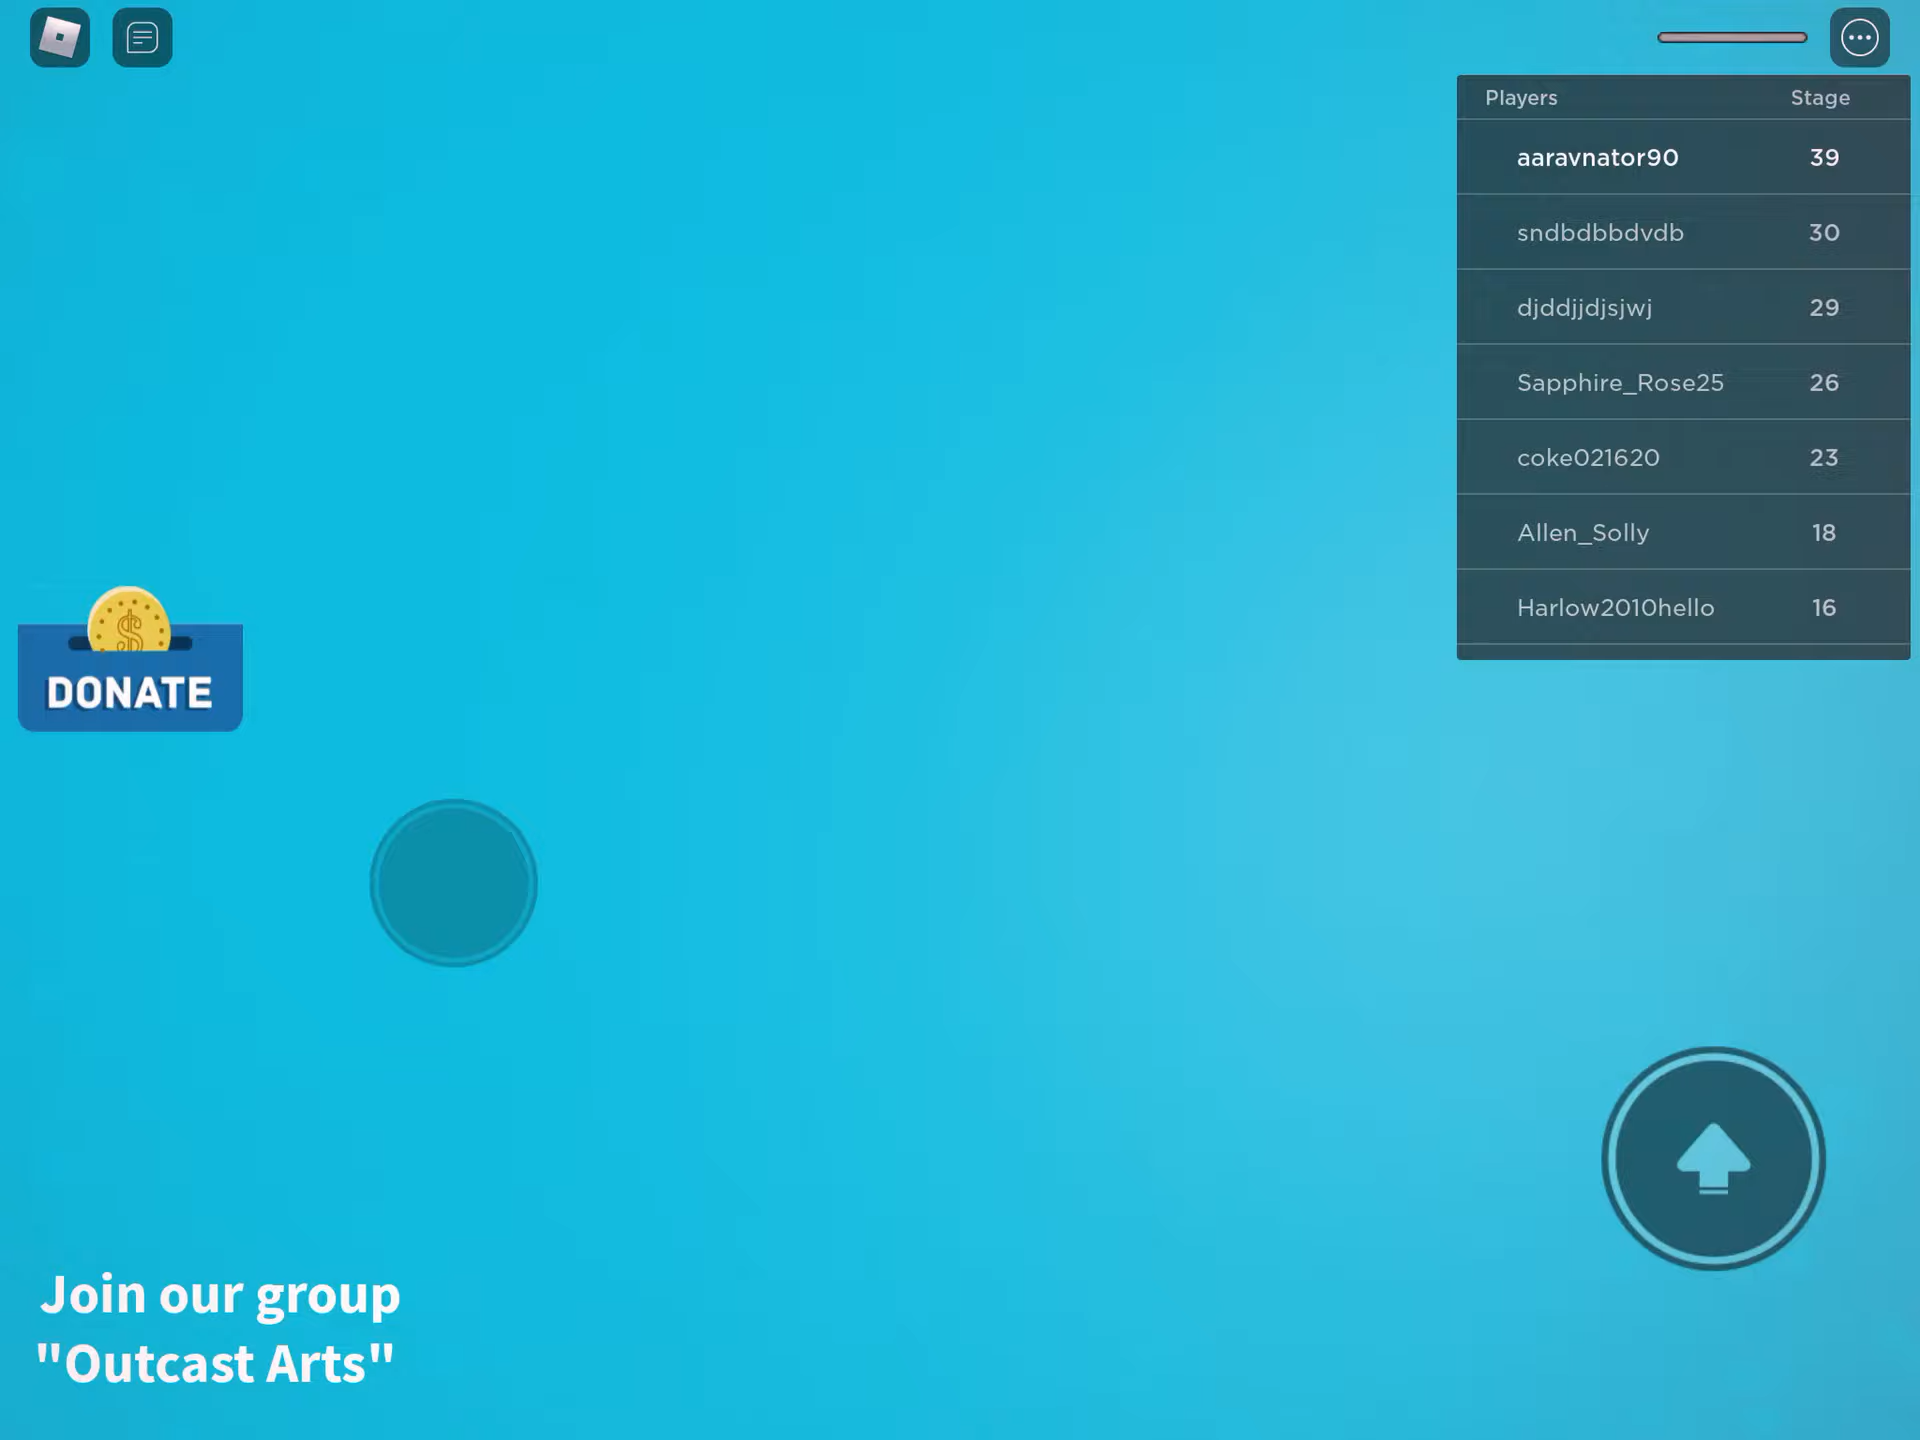 Players Stage
aaravnator90 39
sndbdbbdvdb 30
djddjjdjsjwj 29
Sapphire_Rose25 26
coke021620 23
Allen_Solly 18
Harlow2010hello 16
DONATE
Join our group
"Outcast Arts"